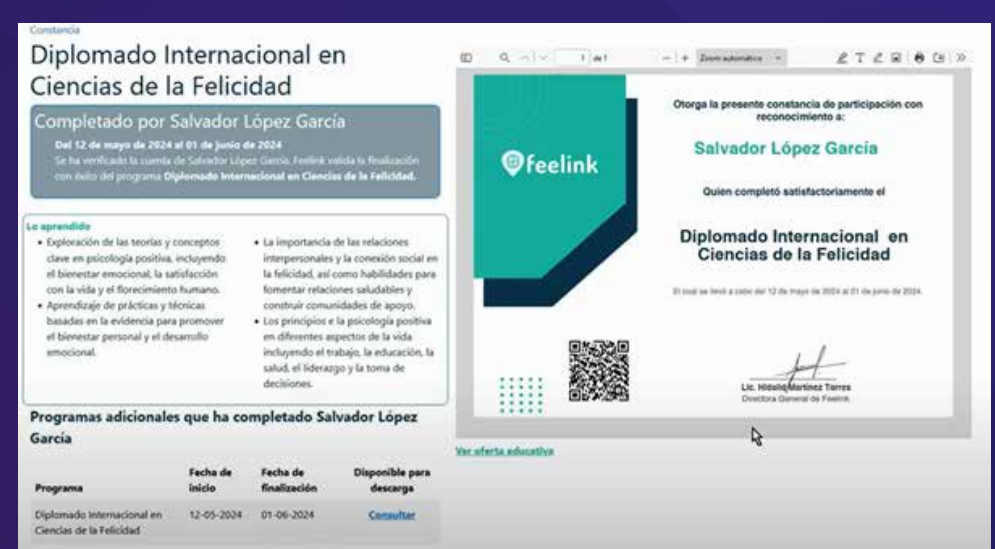 Constancia
Diplomado Internacional en
Ciencias de la Felicidad
Completado por Salvador López García
Del 12 de mayo de 2024 al 01 de junio de 2024
Se ha verificado la cuenta de Salvador López García. Feelink valida la finalización
con éxito del programa Diplomado Internacional en Ciencias de la Felicidad.
Lo aprendido
• Exploración de las teorías y conceptos
clave en psicología positiva, incluyendo
el bienestar emocional, la satisfacción
con la vida y el florecimiento humano.
• Aprendizaje de prácticas y técnicas
basadas en la evidencia para promover
el bienestar personal y el desarrollo
emocional.
• La importancia de las relaciones
interpersonales y la conexión social en
la felicidad, así como habilidades para
fomentar relaciones saludables y
construir comunidades de apoyo.
• Los principios e la psicología positiva
en diferentes aspectos de la vida
incluyendo el trabajo, la educación, la
salud, el liderazgo y la toma de
decisiones.
Programas adicionales que ha completado Salvador López
García
Programa Fecha de inicio Fecha de finalización Disponible para descarga
Diplomado Internacional en Ciencias de la Felicidad 12-05-2024 01-06-2024 Consultar
1 de 1 Zoom automático
feelink
Otorga la presente constancia de participación con
reconocimiento a:
Salvador López García
Quien completó satisfactoriamente el
Diplomado Internacional en
Ciencias de la Felicidad
El cual se llevó a cabo del 12 de mayo de 2024 al 01 de junio de 2024.
Lic. Martínez Torres
Directora General de Feelink
Ver oferta educativa